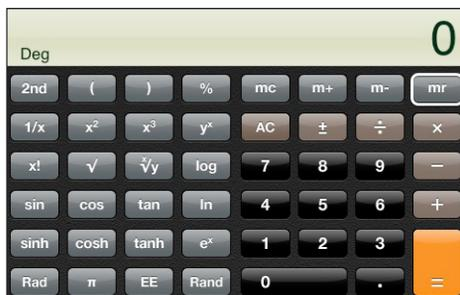 0
Deg
2nd ( ) % mc m+ m- mr
1/x x² x³ yˣ AC ± ÷ ×
x! √ ˣ√y log 7 8 9 −
sin cos tan ln 4 5 6 +
sinh cosh tanh eˣ 1 2 3 =
Rad π EE Rand 0 .